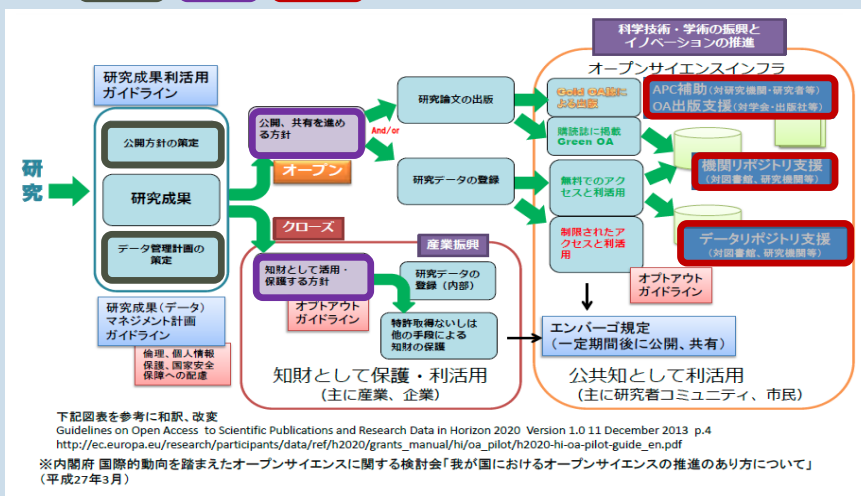 科学技術・学術の振興と
イノベーションの推進
オープンサイエンスインフラ
研究成果利用用
ガイドライン
研究
公開方針の策定
研究成果
データ管理計画の
策定
研究成果(データ)
マネジメント計画
ガイドライン
倫理、個人情報
保護、国家安全
保障への配慮
公開、共有を進め
る方針
オープン
And/or
研究論文の出版
研究データの登録
Gold OA誌に
よる出版
購読誌に掲載
Green OA
無料でのアク
セスと利活用
制限されたア
クセスと利活
用
APC補助(対研究機関・研究者等)
OA出版支援(対学会・出版社等)
機関リポジトリ支援
(対図書館、研究機関等)
データリポジトリ支援
(対図書館、研究機関等)
オプトアウト
ガイドライン
クローズ
産業振興
知財として活用・
保護する方針
オプトアウト
ガイドライン
研究データの
登録(内部)
特許取得ないしは
他の手段による
知財の保護
知財として保護・利活用
(主に産業、企業)
エンバーゴ規定
(一定期間後に公開、共有)
公共知として利活用
(主に研究者コミュニティ、市民)
下記図表を参考に和訳、改変
Guidelines on Open Access to Scientific Publications and Research Data in Horizon 2020 Version 1.0 11 December 2013 p.4
http://ec.europa.eu/research/participants/data/ref/h2020/grants_manual/hi/oa_pilot/h2020-hi-oa-pilot-guide_en.pdf
※内閣府 国際的動向を踏まえたオープンサイエンスに関する検討会「我が国におけるオープンサイエンスの推進のあり方について」
(平成27年3月)